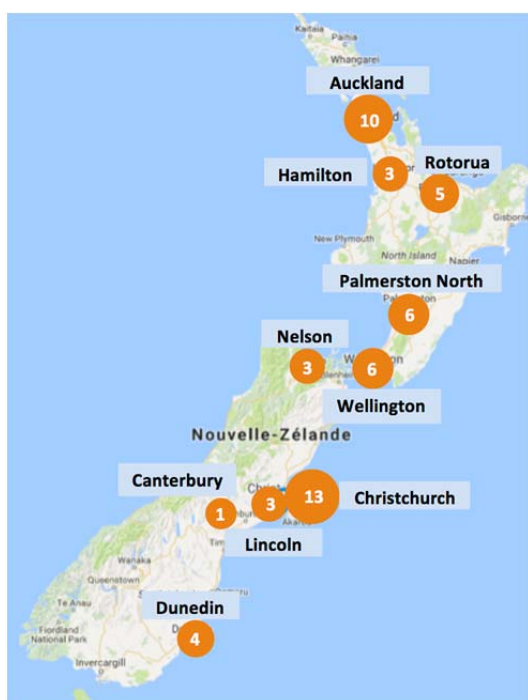 Kaitaia
Paihia
Whangarei
Auckland
10
Hamilton
3
Rotorua
5
Gisborne
New Plymouth
North Island
Napier
Palmerston North
6
Nelson
3
6
Wellington
Nouvelle-Zélande
Canterbury
1
3
13
Christchurch
Lincoln
Wanaka
Queenstown
Te Anau
Dunedin
4
Fiordland
National Park
Invercargill